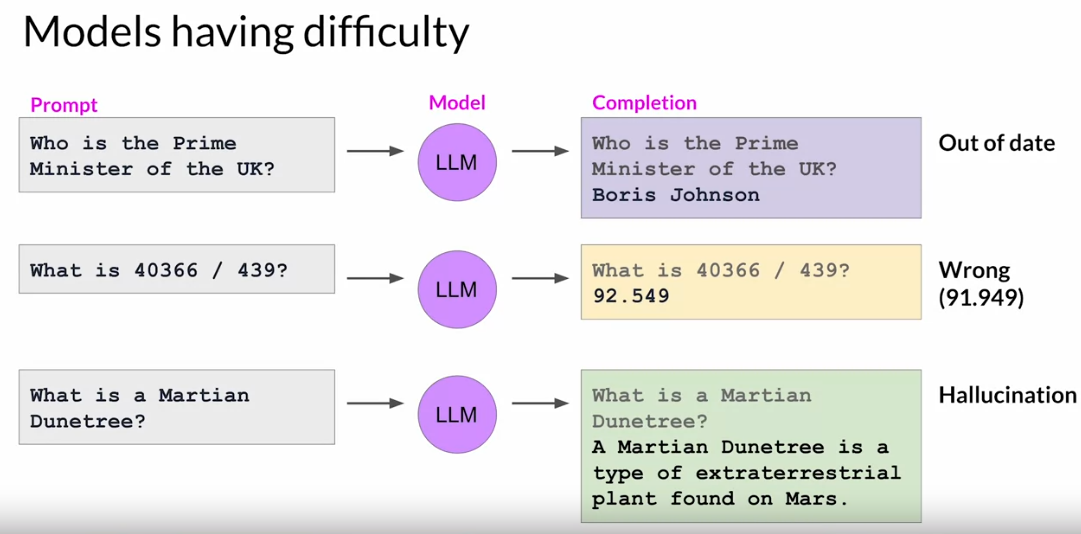 Models having difficulty
Prompt
Model
Completion
Who is the Prime
Minister of the UK?
LLM
Who is the Prime
Minister of the UK?
Boris Johnson
Out of date
What is 40366 / 439?
LLM
What is 40366 / 439?
92.549
Wrong
(91.949)
What is a Martian
Dunetree?
LLM
What is a Martian
Dunetree?
A Martian Dunetree is a
type of extraterrestrial
plant found on Mars.
Hallucination